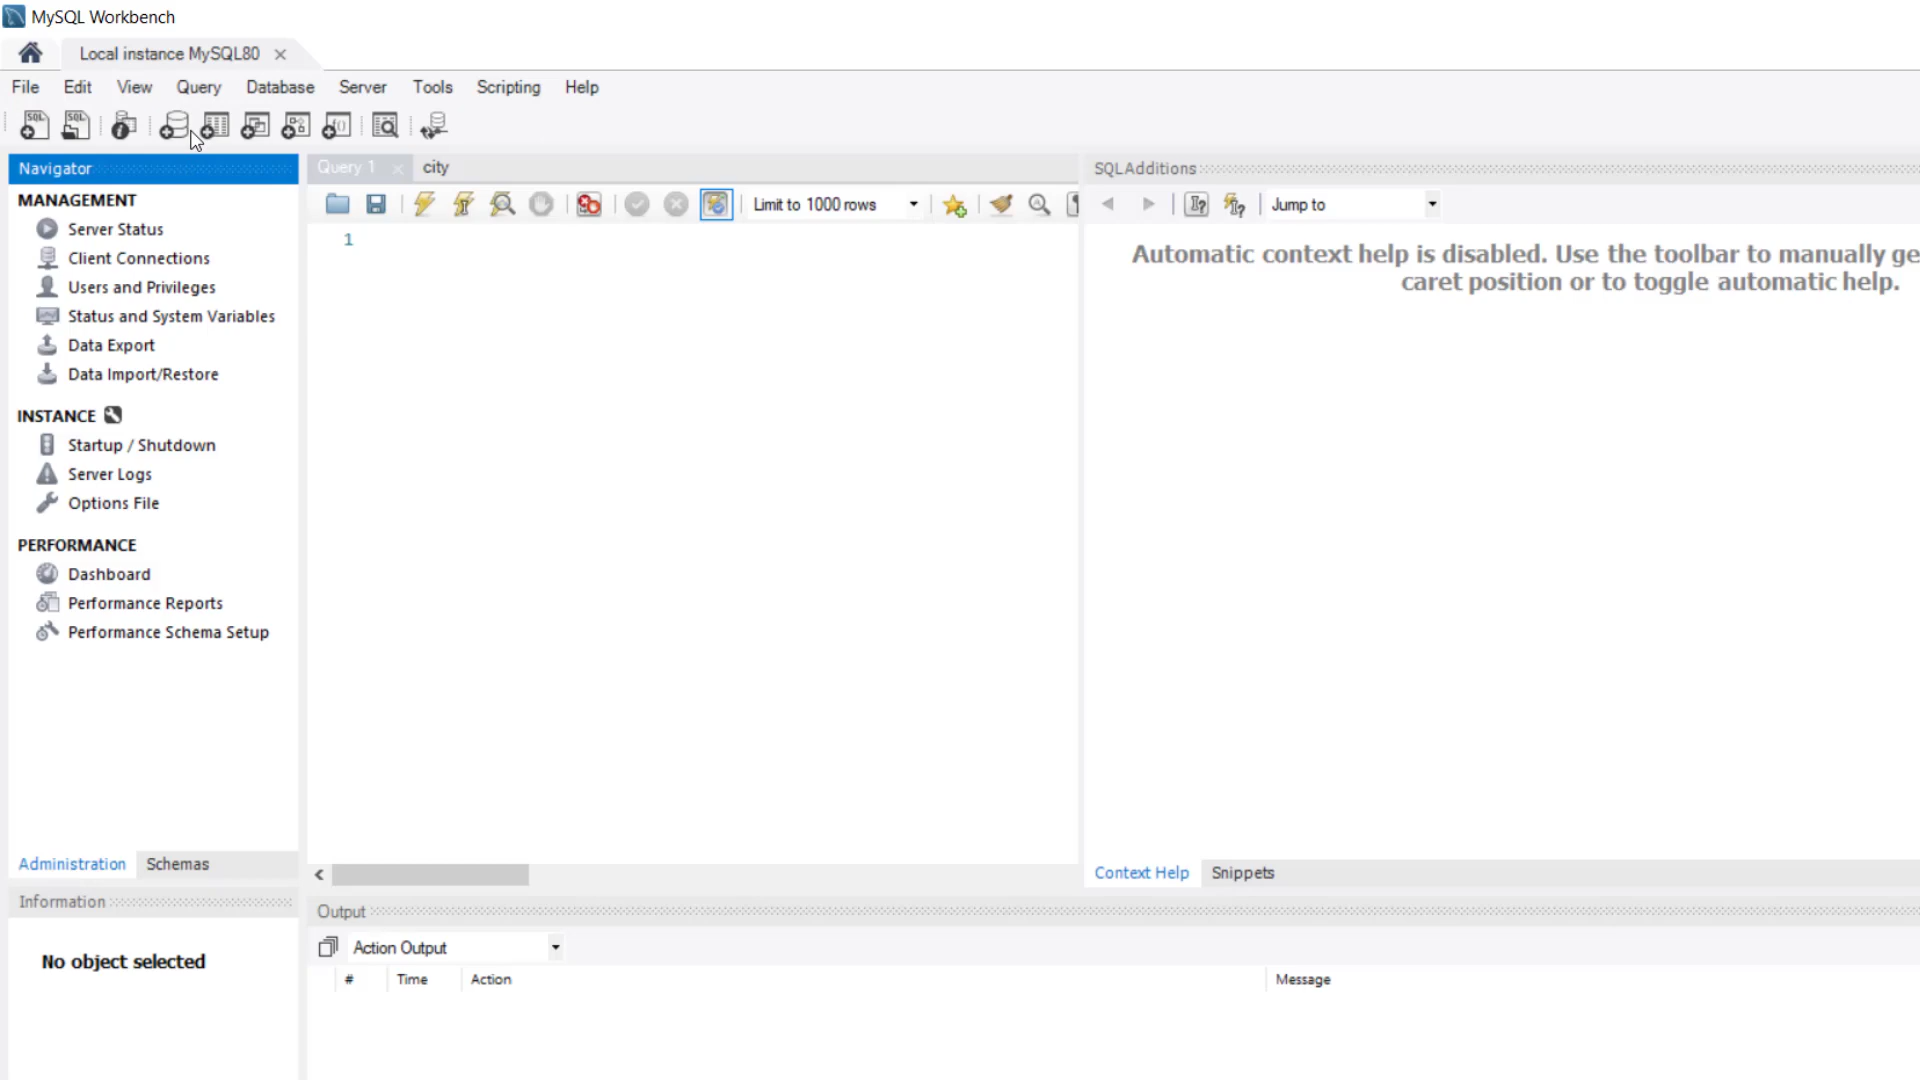 MySQL Workbench
Local instance MySQL80
File Edit View Query Database Server Tools Scripting Help
SQL SQL
Navigator
MANAGEMENT
Server Status
Client Connections
Users and Privileges
Status and System Variables
Data Export
Data Import/Restore
INSTANCE
Startup / Shutdown
Server Logs
Options File
PERFORMANCE
Dashboard
Performance Reports
Performance Schema Setup
Administration Schemas
Information
No object selected
Query 1 city
Limit to 1000 rows
1
SQLAdditions
Jump to
Automatic context help is disabled. Use the toolbar to manually ge
caret position or to toggle automatic help.
Context Help Snippets
Output
Action Output
# Time Action Message